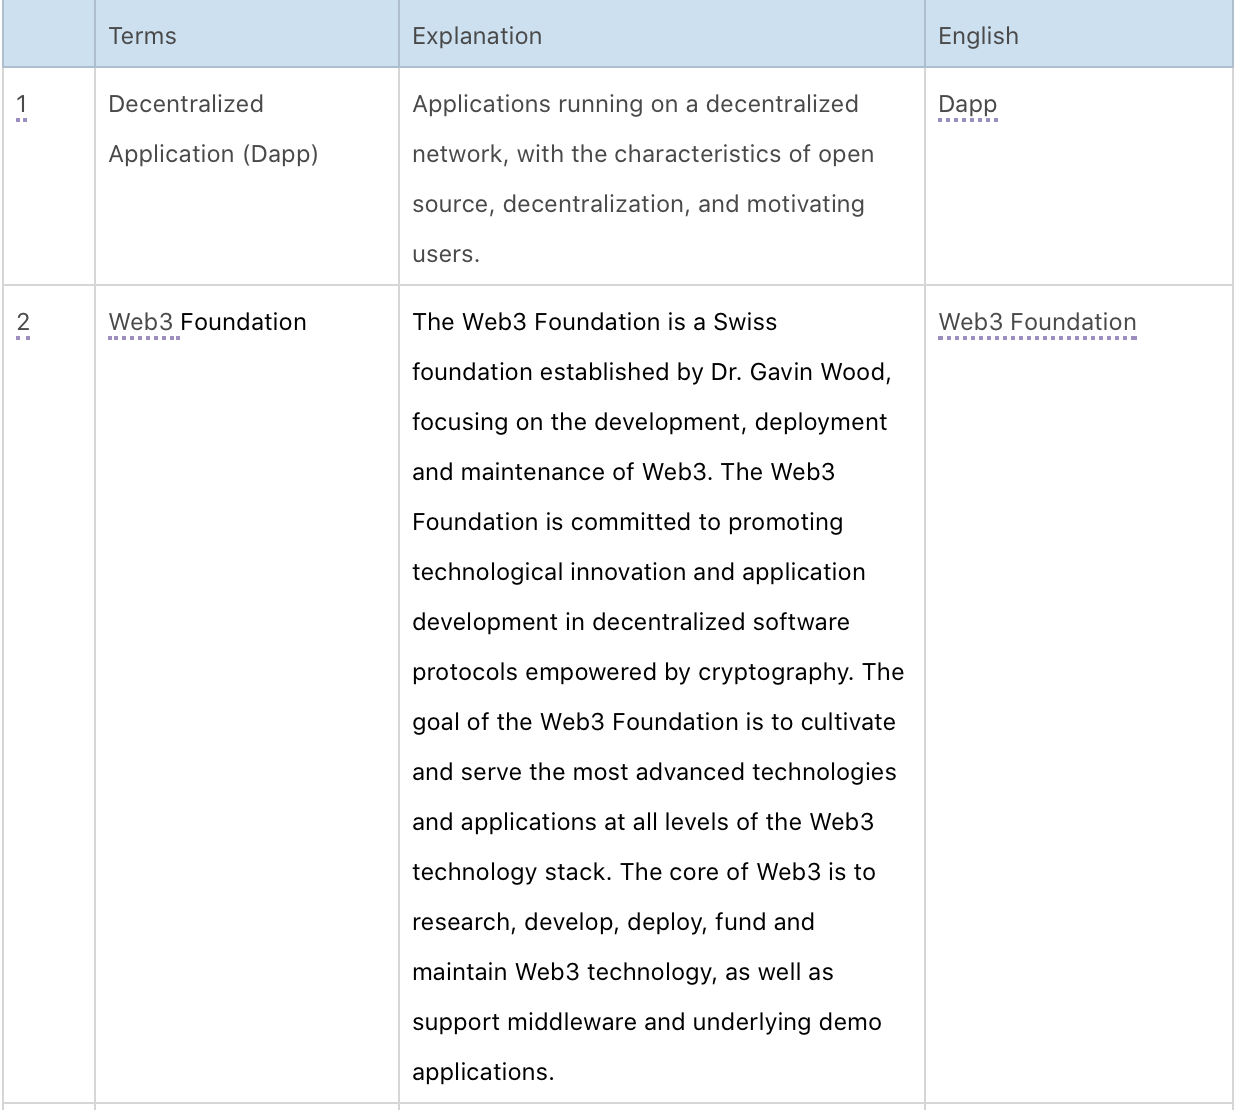 Terms Explanation English
1 Decentralized Applications running on a decentralized Dapp
Application (Dapp) network, with the characteristics of open
source, decentralization, and motivating
users.
2 Web3 Foundation The Web3 Foundation is a Swiss Web3 Foundation
foundation established by Dr. Gavin Wood,
focusing on the development, deployment
and maintenance of Web3. The Web3
Foundation is committed to promoting
technological innovation and application
development in decentralized software
protocols empowered by cryptography. The
goal of the Web3 Foundation is to cultivate
and serve the most advanced technologies
and applications at all levels of the Web3
technology stack. The core of Web3 is to
research, develop, deploy, fund and
maintain Web3 technology, as well as
support middleware and underlying demo
applications.